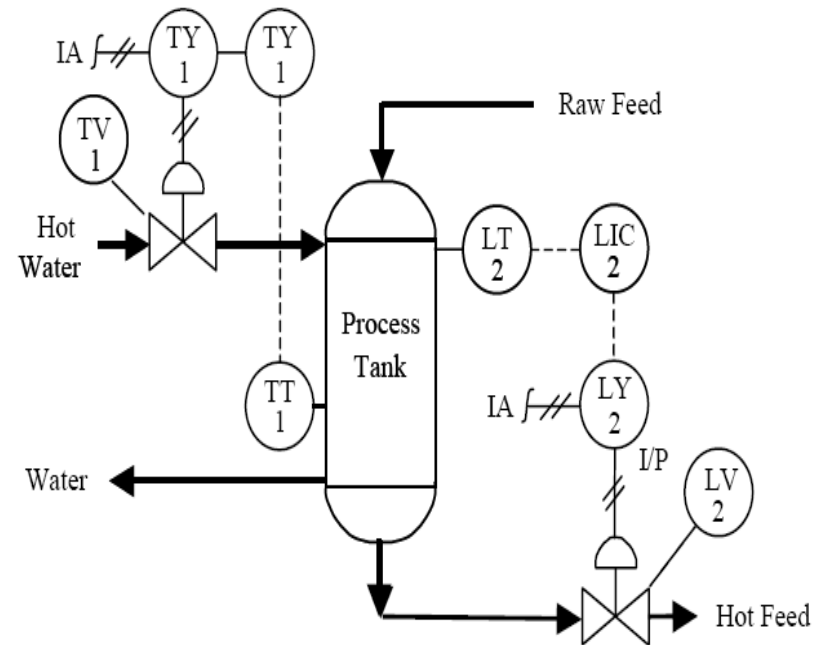 IA
TY
1
TY
1
TV
1
Raw Feed
Hot
Water
LT
2
LIC
2
Process
Tank
TT
1
IA
LY
2
I/P
Water
LV
2
Hot Feed